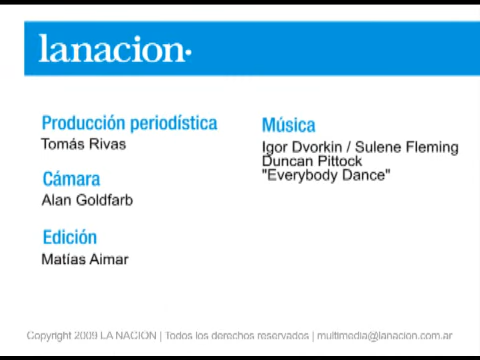 lanacion.
Producción periodística
Tomás Rivas
Cámara
Alan Goldfarb
Edición
Matías Aimar
Música
Igor Dvorkin / Sulene Fleming
Duncan Pittock
"Everybody Dance"
Copyright 2009 LA NACION | Todos los derechos reservados | multimedia@lanacion.com.ar